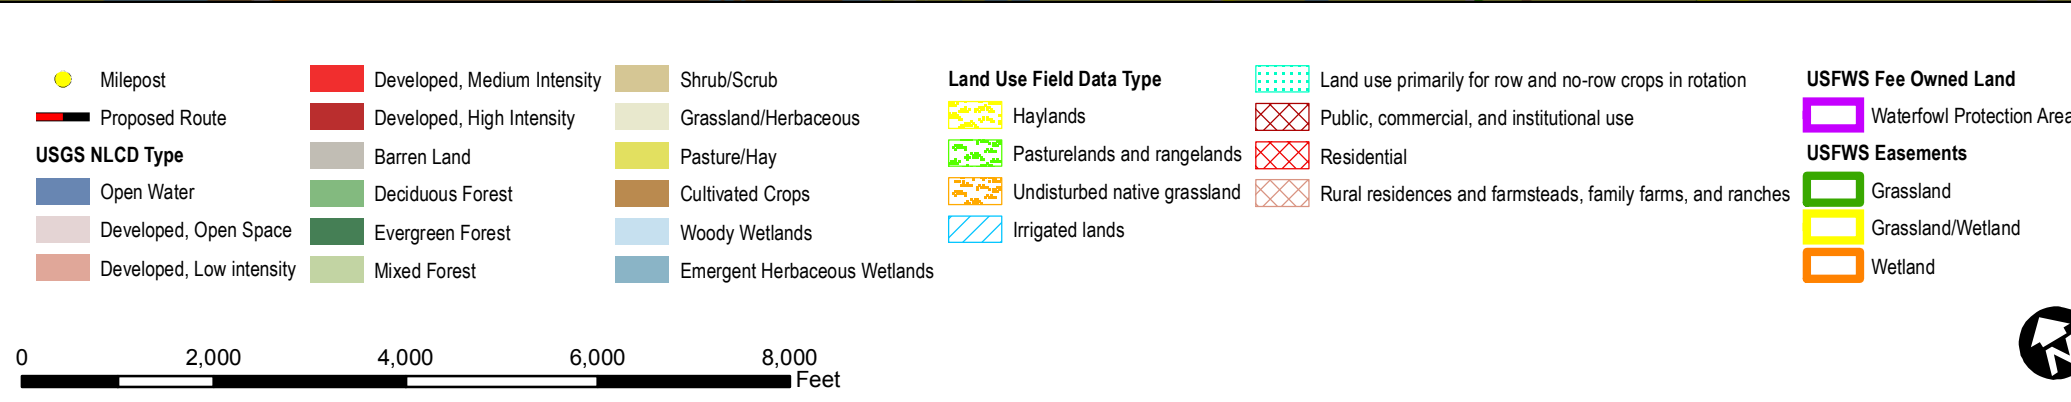 Milepost
Proposed Route
USGS NLCD Type
Open Water
Developed, Open Space
Developed, Low intensity
Developed, Medium Intensity
Developed, High Intensity
Barren Land
Deciduous Forest
Evergreen Forest
Mixed Forest
Shrub/Scrub
Grassland/Herbaceous
Pasture/Hay
Cultivated Crops
Woody Wetlands
Emergent Herbaceous Wetlands
Land Use Field Data Type
Haylands
Pasturelands and rangelands
Undisturbed native grassland
Irrigated lands
Land use primarily for row and no-row crops in rotation
Public, commercial, and institutional use
Residential
Rural residences and farmsteads, family farms, and ranches
USFWS Fee Owned Land
Waterfowl Protection Area
USFWS Easements
Grassland
Grassland/Wetland
Wetland
0 2,000 4,000 6,000 8,000
Feet
N